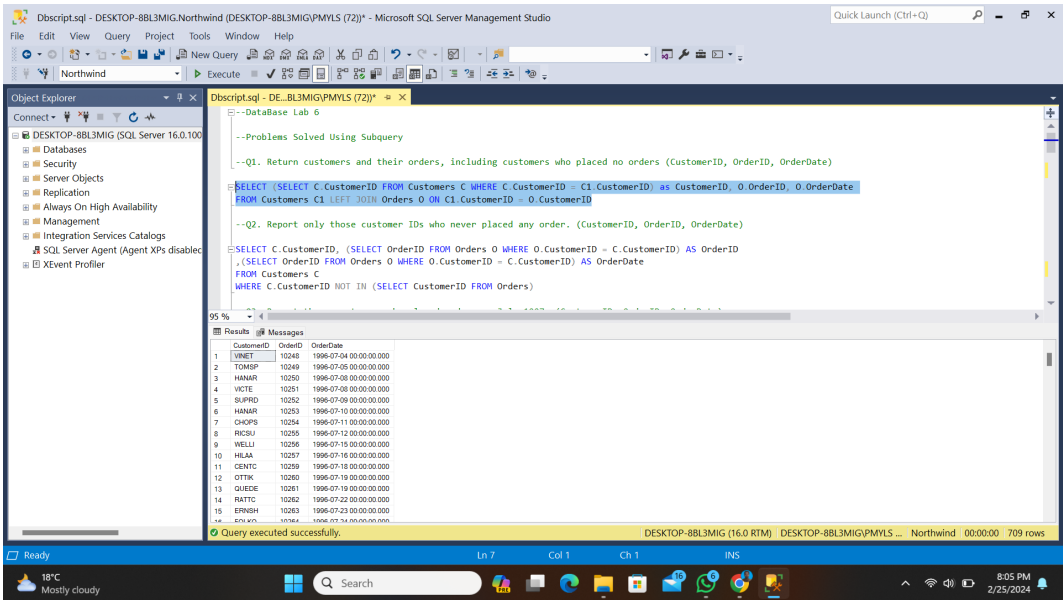 Dbscript.sql - DESKTOP-8BL3MIG.Northwind (DESKTOP-8BL3MIG\PMYLS (72))* - Microsoft SQL Server Management Studio
Quick Launch (Ctrl+Q)
File Edit View Query Project Tools Window Help
New Query
Northwind
Execute
Object Explorer
Connect
DESKTOP-8BL3MIG (SQL Server 16.0.100
Databases
Security
Server Objects
Replication
Always On High Availability
Management
Integration Services Catalogs
SQL Server Agent (Agent XPs disablec
XEvent Profiler
Dbscript.sql - DE...BL3MIG\PMYLS (72))*
--DataBase Lab 6
--Problems Solved Using Subquery
--Q1. Return customers and their orders, including customers who placed no orders (CustomerID, OrderID, OrderDate)
SELECT (SELECT C.CustomerID FROM Customers C WHERE C.CustomerID = C1.CustomerID) as CustomerID, O.OrderID, O.OrderDate
FROM Customers C1 LEFT JOIN Orders O ON C1.CustomerID = O.CustomerID
--Q2. Report only those customer IDs who never placed any order. (CustomerID, OrderID, OrderDate)
SELECT C.CustomerID, (SELECT OrderID FROM Orders O WHERE O.CustomerID = C.CustomerID) AS OrderID
,(SELECT OrderID FROM Orders O WHERE O.CustomerID = C.CustomerID) AS OrderDate
FROM Customers C
WHERE C.CustomerID NOT IN (SELECT CustomerID FROM Orders)
95 %
Results Messages
CustomerID OrderID OrderDate
1 VINET 10248 1996-07-04 00:00:00.000
2 TOMSP 10249 1996-07-05 00:00:00.000
3 HANAR 10250 1996-07-08 00:00:00.000
4 VICTE 10251 1996-07-08 00:00:00.000
5 SUPRD 10252 1996-07-09 00:00:00.000
6 HANAR 10253 1996-07-10 00:00:00.000
7 CHOPS 10254 1996-07-11 00:00:00.000
8 RICSU 10255 1996-07-12 00:00:00.000
9 WELLI 10256 1996-07-15 00:00:00.000
10 HILAA 10257 1996-07-16 00:00:00.000
11 CENTC 10259 1996-07-18 00:00:00.000
12 OTTIK 10260 1996-07-19 00:00:00.000
13 QUEDE 10261 1996-07-19 00:00:00.000
14 RATTC 10262 1996-07-22 00:00:00.000
15 ERNSH 10263 1996-07-23 00:00:00.000
Query executed successfully.
DESKTOP-8BL3MIG (16.0 RTM) DESKTOP-8BL3MIG\PMYLS ... Northwind 00:00:00 709 rows
Ready Ln 7 Col 1 Ch 1 INS
18°C
Mostly cloudy
Search
PRE
16
6
8:05 PM
2/25/2024